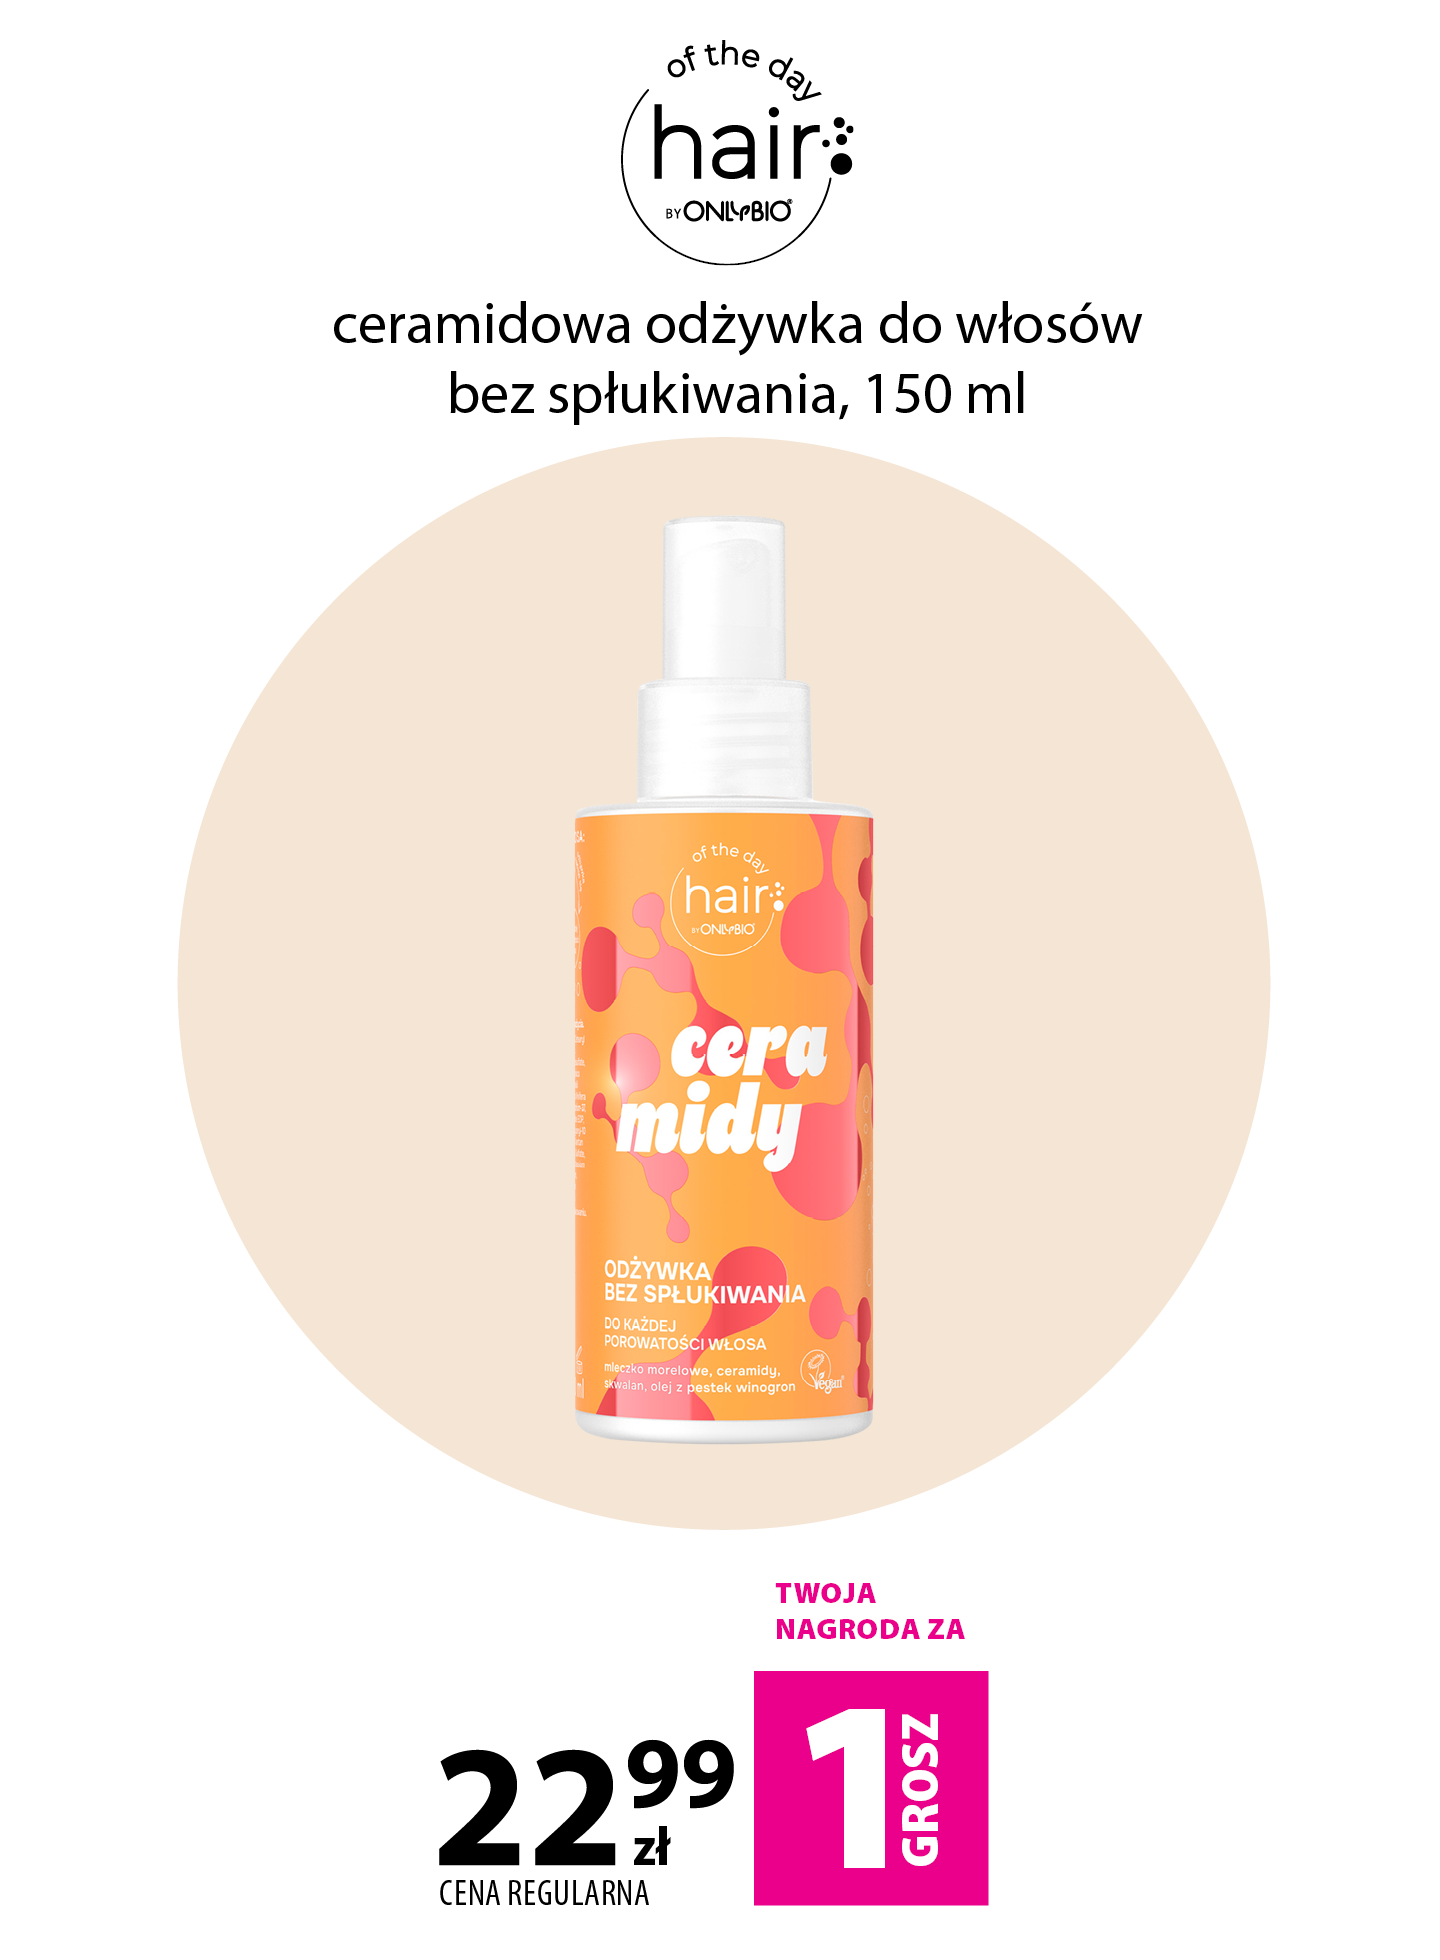 of the day
hair
BY ONLYBIO®
ceramidowa odżywka do włosów
bez spłukiwania, 150 ml
of the day
hair
BY ONLYBIO
cera
midy
ODŻYWKA
BEZ SPŁUKIWANIA
DO KAŻDEJ
POROWATOŚCI WŁOSA
mleczko morelowe, ceramidy,
skwalan, olej z pestek winogron
Vegan
ml
TWOJA
NAGRODA ZA
22 99
zł
CENA REGULARNA
1 GROSZ